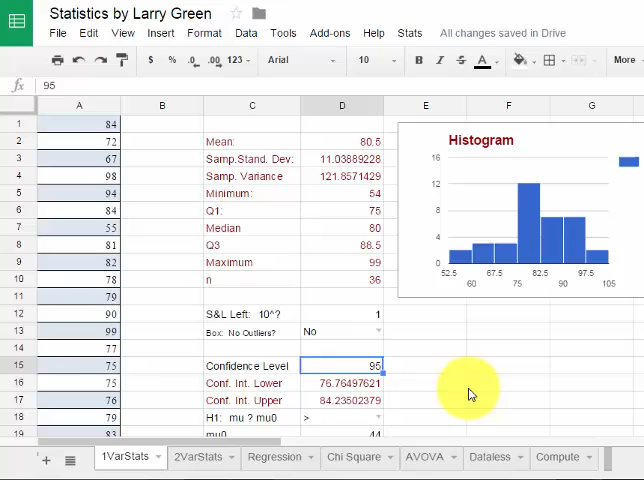 Statistics by Larry Green
File Edit View Insert Format Data Tools Add-ons Help Stats All changes saved in Drive
$ % .0 .00 123 Arial 10 B I S A More
fx 95
A B C D E F G
1 84
2 72 Mean: 80.5
3 67 Samp.Stand. Dev: 11.03889228
4 98 Samp. Variance 121.8571429
5 94 Minimum: 54
6 84 Q1: 75
7 55 Median 80
8 81 Q3 88.5
9 82 Maximum 99
10 78 n 36
11 79
12 90 S&L Left: 10^? 1
13 99 Box: No Outliers? No
14 77
15 75 Confidence Level 95
16 75 Conf. Int. Lower 76.76497621
17 76 Conf. Int. Upper 84.23502379
18 79 H1: mu ? mu0 >
19 83 mu0 44
Histogram
16
12
8
4
0
52.5 67.5 82.5 97.5
60 75 90 105
+ 1VarStats 2VarStats Regression Chi Square AVOVA Dataless Compute